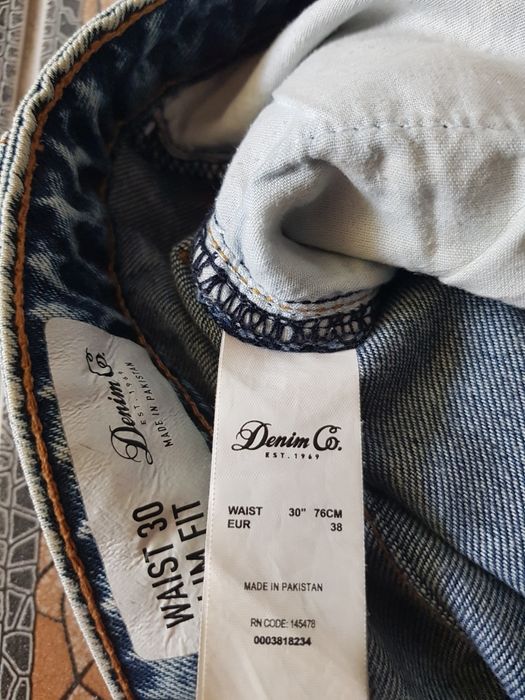 Denim Co.
EST. 1969
MADE IN PAKISTAN
WAIST 30
FIT
Denim Co.
EST. 1969
WAIST 30" 76CM
EUR 38
MADE IN PAKISTAN
RN CODE: 145478
0003818234